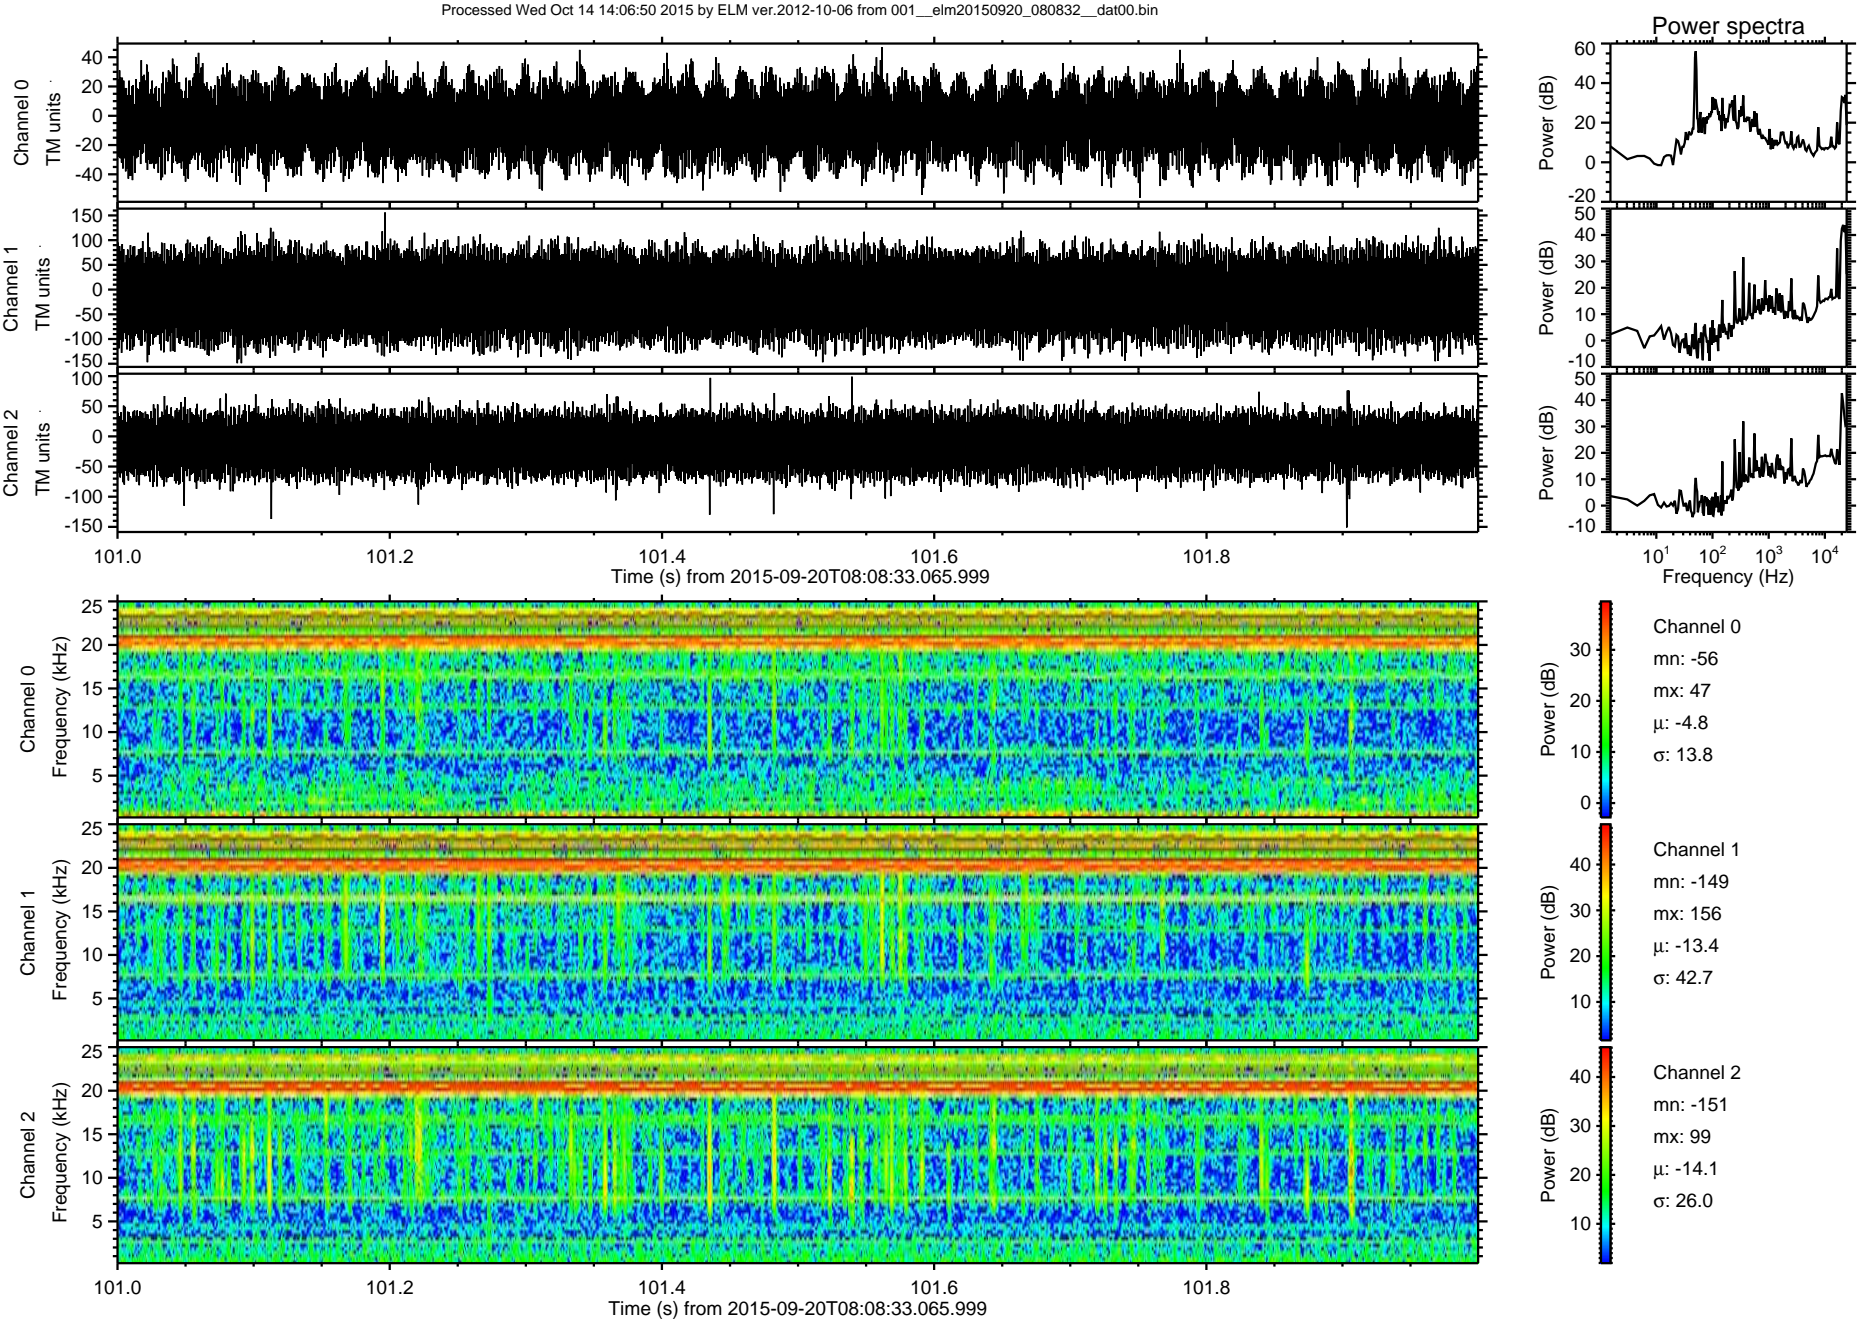 Processed Wed Oct 14 14:06:50 2015 by ELM ver.2012-10-06 from 001__elm20150920_080832__dat00.bin
Power spectra
Channel 0
TM units
40
20
0
-20
-40
Power (dB)
60
40
20
0
-20
Channel 1
TM units
150
100
50
0
-50
-100
-150
Power (dB)
50
40
30
20
10
0
-10
Channel 2
TM units
100
50
0
-50
-100
-150
Power (dB)
50
40
30
20
10
0
-10
101.0 101.2 101.4 101.6 101.8
Time (s) from 2015-09-20T08:08:33.065.999
10¹ 10² 10³ 10⁴
Frequency (Hz)
Channel 0
Frequency (kHz)
25
20
15
10
5
Power (dB)
30
20
10
0
Channel 0
mn: -56
mx: 47
μ: -4.8
σ: 13.8
Channel 1
Frequency (kHz)
25
20
15
10
5
Power (dB)
40
30
20
10
Channel 1
mn: -149
mx: 156
μ: -13.4
σ: 42.7
Channel 2
Frequency (kHz)
25
20
15
10
5
Power (dB)
40
30
20
10
Channel 2
mn: -151
mx: 99
μ: -14.1
σ: 26.0
101.0 101.2 101.4 101.6 101.8
Time (s) from 2015-09-20T08:08:33.065.999